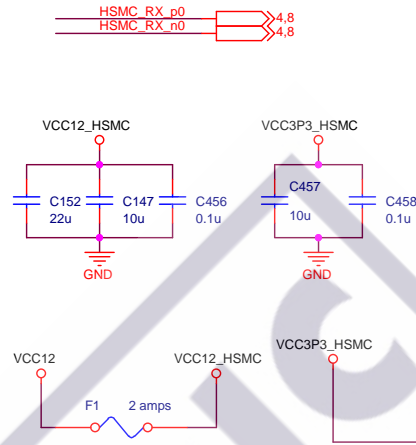 HSMC_RX_p0 4,8
HSMC_RX_n0 4,8
VCC12_HSMC VCC3P3_HSMC
C152 C147 C456 C457 C458
22u 10u 0.1u 10u 0.1u
GND GND
VCC12 VCC12_HSMC VCC3P3_HSMC
F1 2 amps